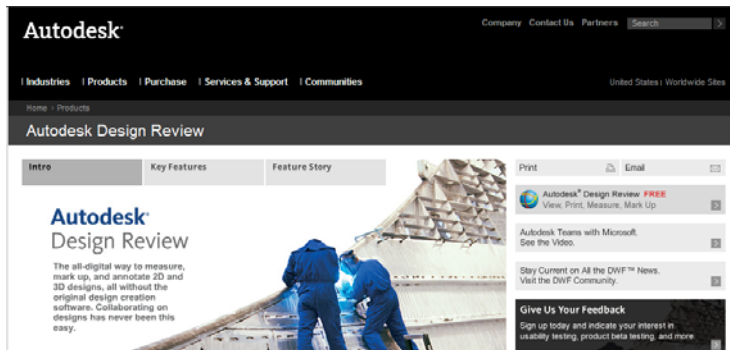 Autodesk®
Company Contact Us Partners Search
Industries Products Purchase Services & Support Communities
United States Worldwide Sites
Home > Products
Autodesk Design Review
Intro Key Features Feature Story
Autodesk®
Design Review
The all-digital way to measure,
mark up, and annotate 2D and
3D designs, all without the
original design creation
software. Collaborating on
designs has never been this
easy.
Print Email
Autodesk® Design Review FREE
View, Print, Measure, Mark Up
Autodesk Teams with Microsoft.
See the Video.
Stay Current on All the DWF™ News.
Visit the DWF Community.
Give Us Your Feedback
Sign up today and indicate your interest in
usability testing, product beta testing, and more